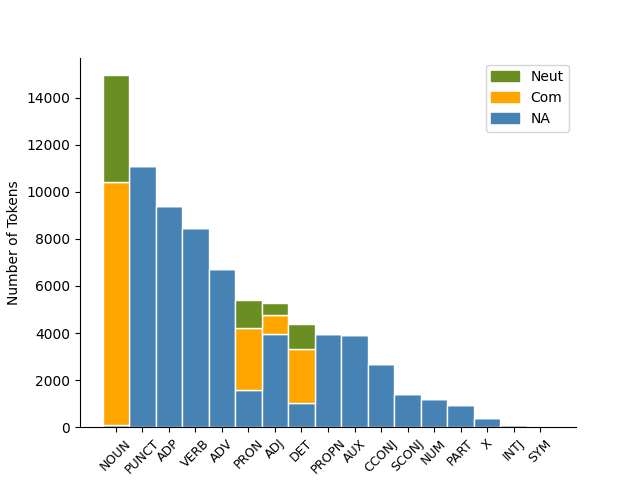 Neut
Com
NA
Number of Tokens
14000
12000
10000
8000
6000
4000
2000
0
NOUN PUNCT ADP VERB ADV PRON ADJ DET PROPN AUX CCONJ SCONJ NUM PART X INTJ SYM